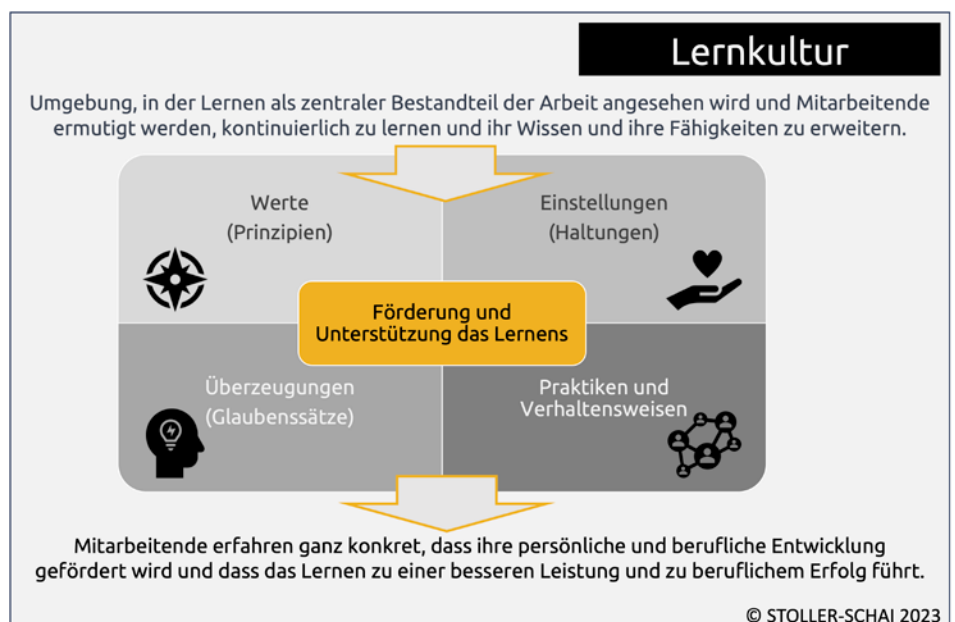 Lernkultur
Umgebung, in der Lernen als zentraler Bestandteil der Arbeit angesehen wird und Mitarbeitende
ermutigt werden, kontinuierlich zu lernen und ihr Wissen und ihre Fähigkeiten zu erweitern.
Werte
(Prinzipien)
Einstellungen
(Haltungen)
Förderung und
Unterstützung das Lernens
Überzeugungen
(Glaubenssätze)
Praktiken und
Verhaltensweisen
Mitarbeitende erfahren ganz konkret, dass ihre persönliche und berufliche Entwicklung
gefördert wird und dass das Lernen zu einer besseren Leistung und zu beruflichem Erfolg führt.
© STOLLER-SCHAI 2023